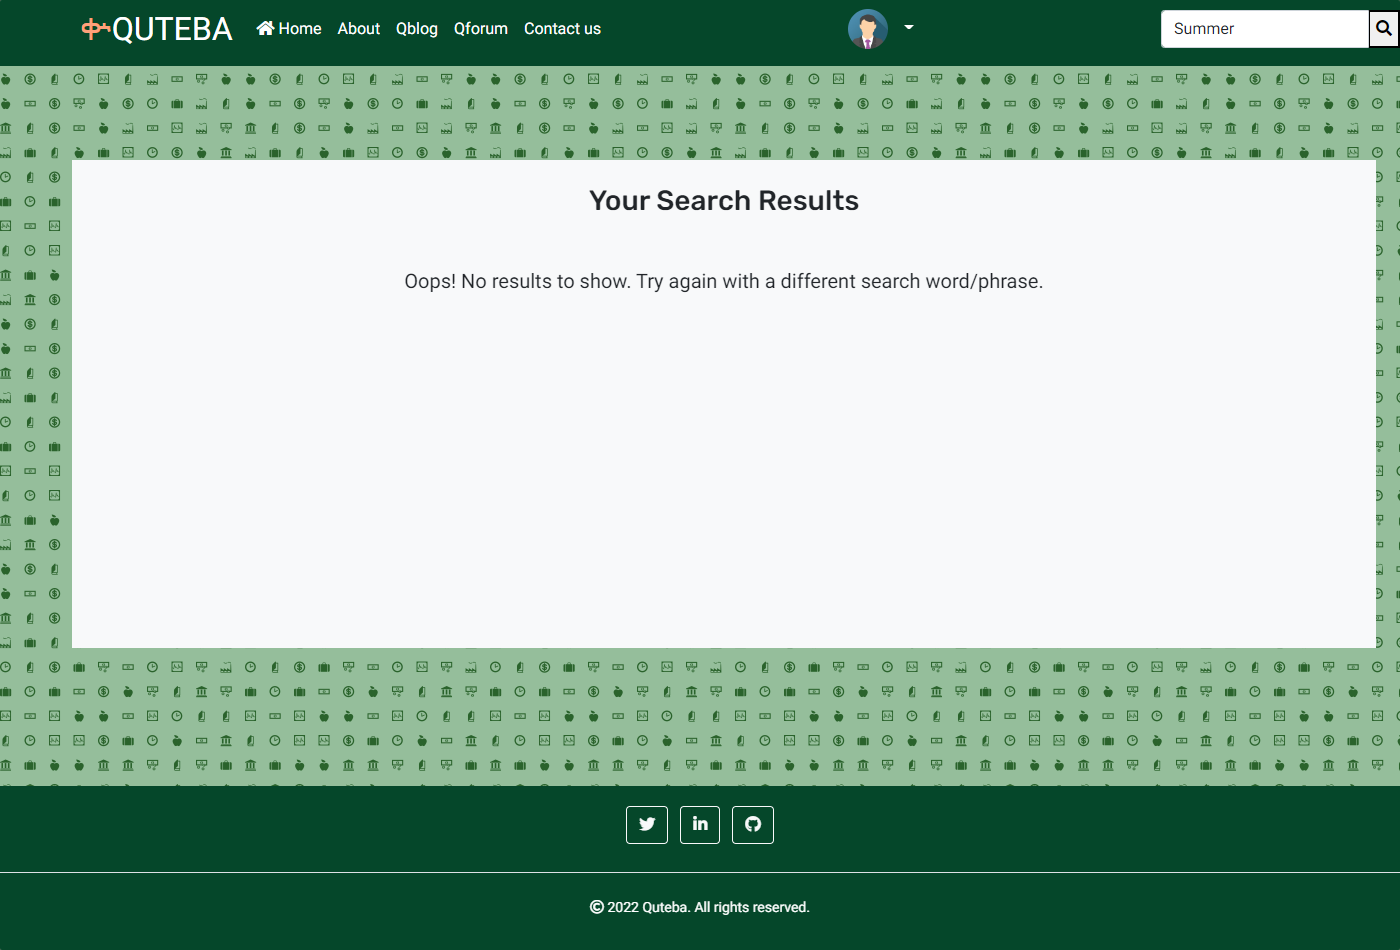 ቁQUTEBA
Home About Qblog Qforum Contact us
Summer
Your Search Results
Oops! No results to show. Try again with a different search word/phrase.
© 2022 Quteba. All rights reserved.